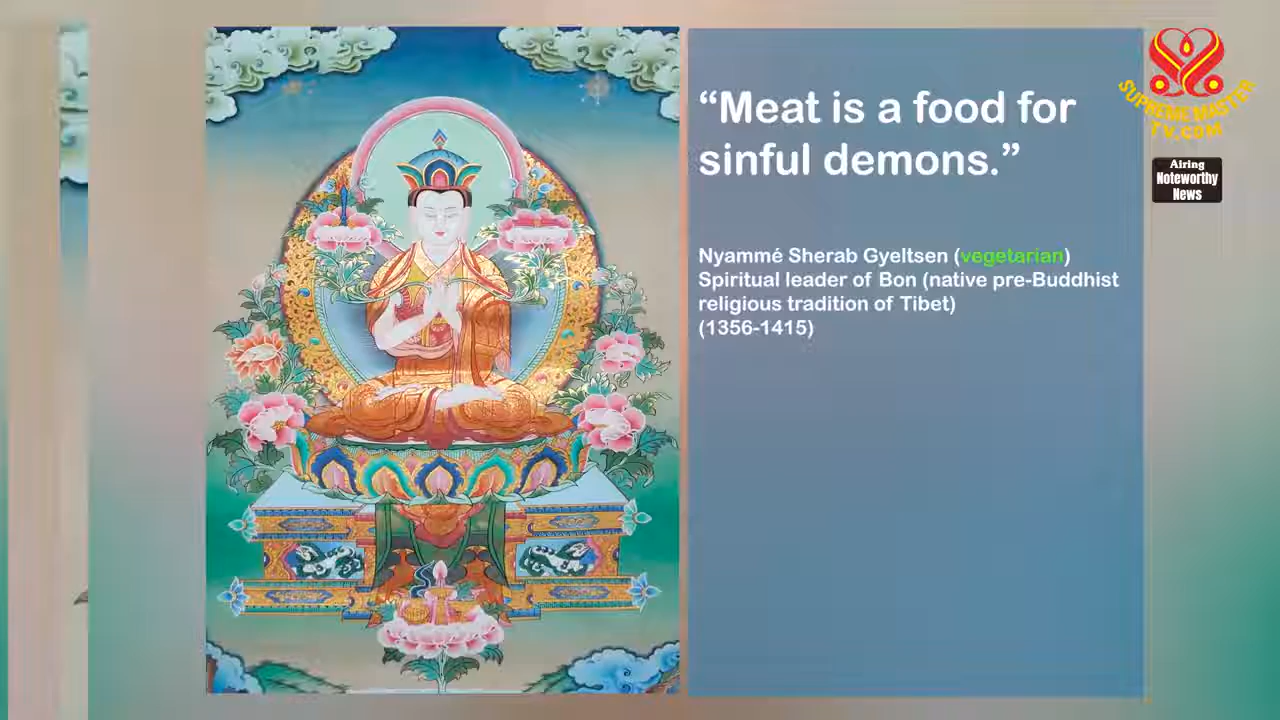 “Meat is a food for
sinful demons.”
Nyammé Sherab Gyeltsen (vegetarian)
Spiritual leader of Bon (native pre-Buddhist
religious tradition of Tibet)
(1356-1415)
SUPREME MASTER
TV.COM
Airing
Noteworthy
News